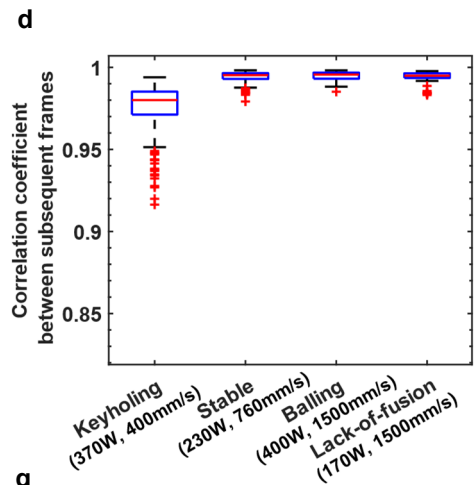 d
Correlation coefficient
between subsequent frames
1
0.95
0.9
0.85
Keyholing
(370W, 400mm/s)
Stable
(230W, 760mm/s)
Balling
(400W, 1500mm/s)
Lack-of-fusion
(170W, 1500mm/s)